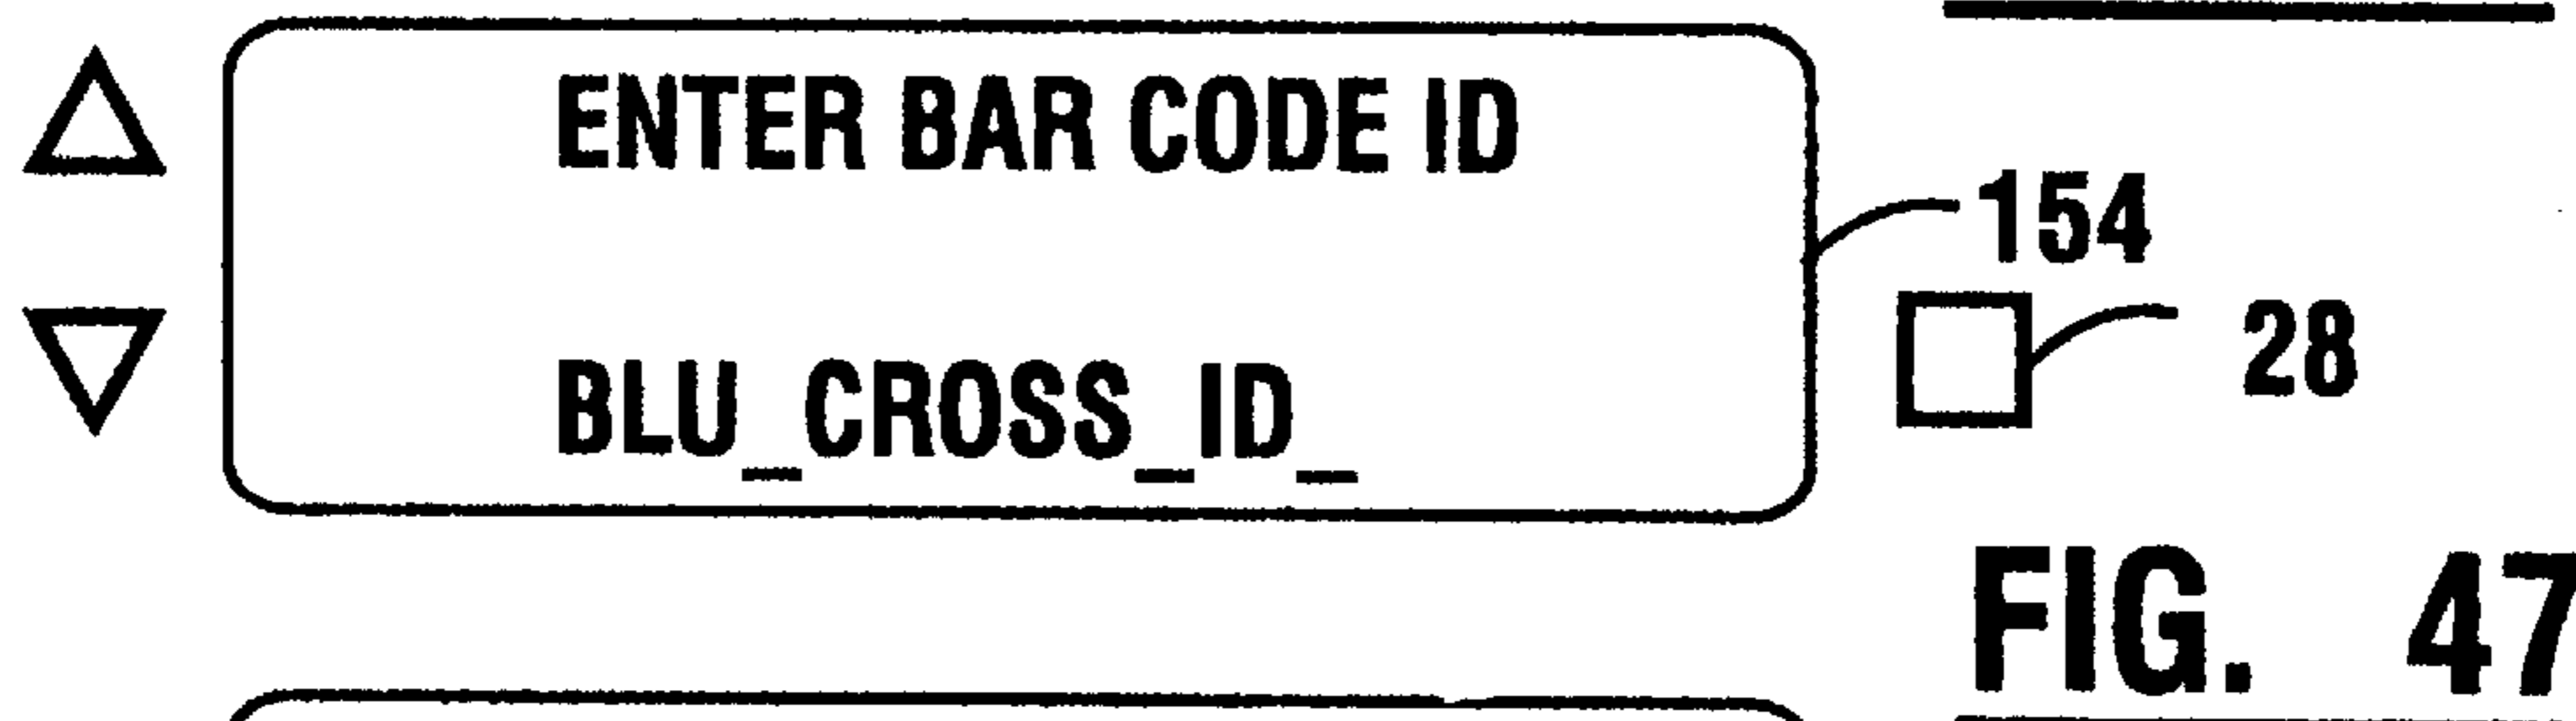 ENTER BAR CODE ID
154
28
BLU_CROSS_ID_
FIG. 47